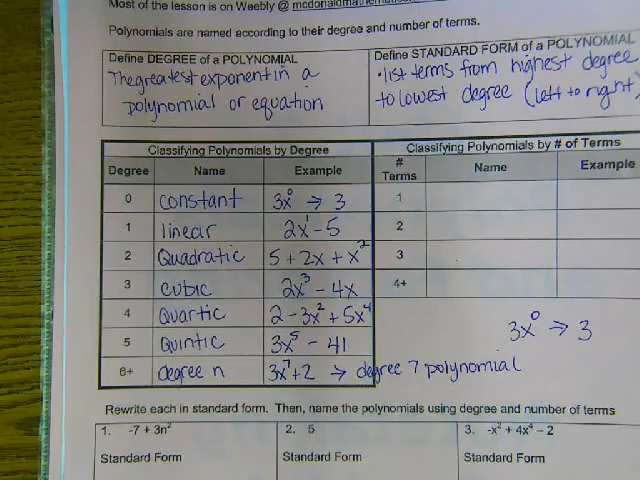 Most of the lesson is on Weebly @
Polynomials are named according to their degree and number of terms.
Define DEGREE of a POLYNOMIAL
The greatest exponent in a
polynomial or equation
Define STANDARD FORM of a POLYNOMIAL
• list terms from highest degree
to lowest degree (left to right)
Classifying Polynomials by Degree
Degree Name Example
0 constant 3x⁰ → 3
1 linear 2x¹ - 5
2 Quadratic 5 + 2x + x²
3 cubic 2x³ - 4x
4 Quartic 2 - 3x² + 5x⁴
5 Quintic 3x⁵ - 41
6+ degree n 3x⁷ + 2 → degree 7 polynomial
Classifying Polynomials by # of Terms
# Terms Name Example
1
2
3
4+
3x⁰ → 3
Rewrite each in standard form. Then, name the polynomials using degree and number of terms
1. -7 + 3n² 2. 5 3. -x² + 4x⁴ - 2
Standard Form Standard Form Standard Form